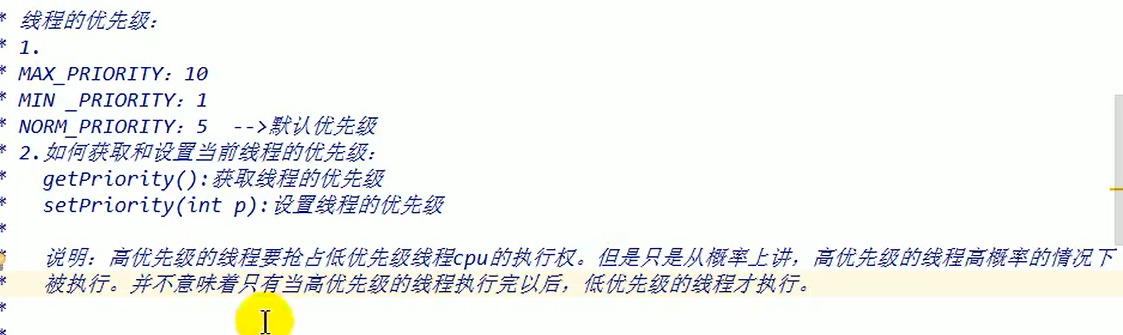 * 线程的优先级：
* 1.
* MAX_PRIORITY：10
* MIN _PRIORITY：1
* NORM_PRIORITY：5  -->默认优先级
* 2.如何获取和设置当前线程的优先级：
*   getPriority():获取线程的优先级
*   setPriority(int p):设置线程的优先级
*
*   说明：高优先级的线程要抢占低优先级线程cpu的执行权。但是只是从概率上讲，高优先级的线程高概率的情况下
*   被执行。并不意味着只有当高优先级的线程执行完以后，低优先级的线程才执行。
*
*